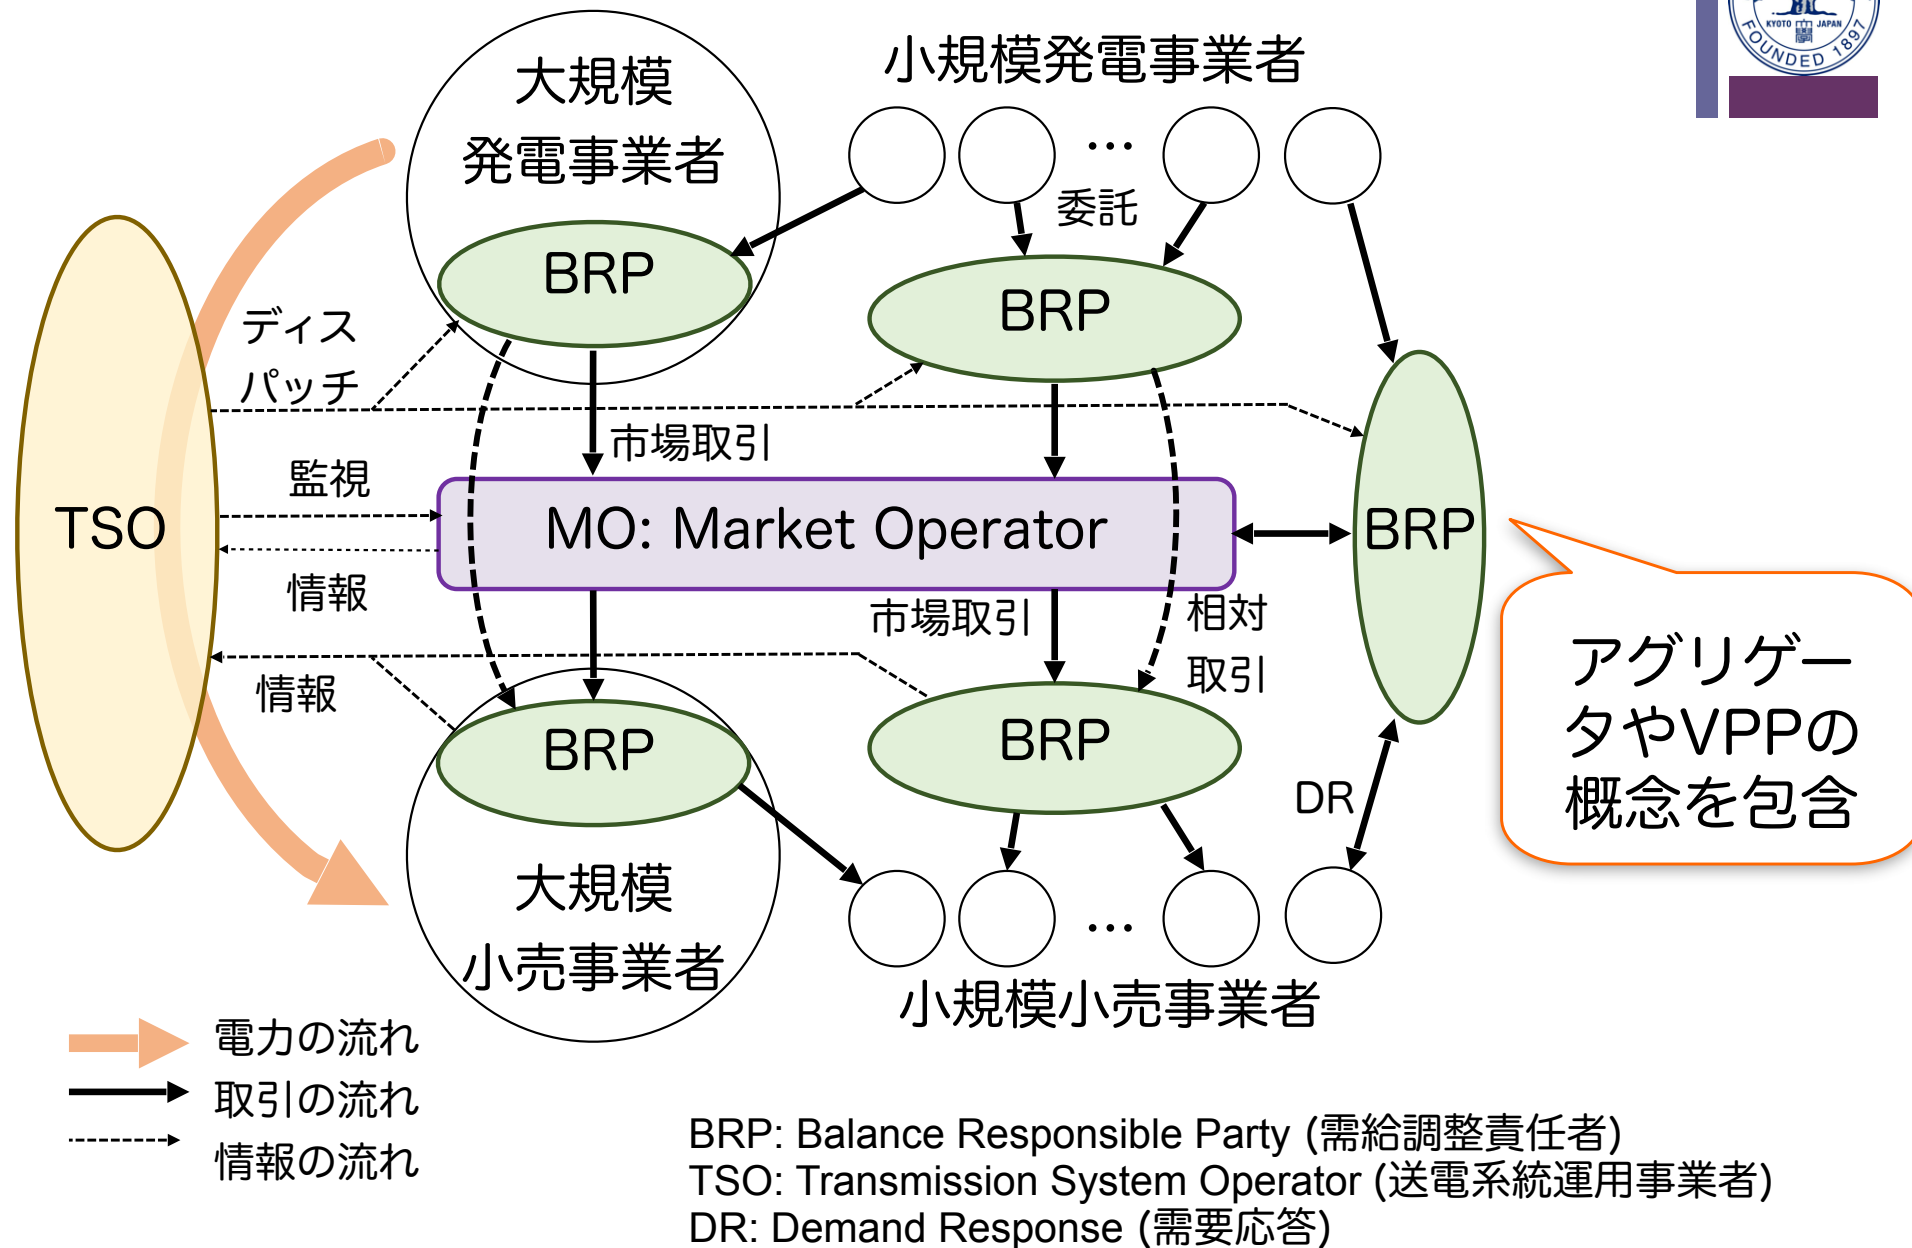 KYOTO JAPAN
FOUNDED 1897
大規模
発電事業者
小規模発電事業者
…
委託
BRP
BRP
ディス
パッチ
市場取引
監視
TSO
MO: Market Operator
BRP
情報
市場取引
相対
取引
情報
アグリゲー
タやVPPの
概念を包含
BRP
BRP
DR
大規模
小売事業者
…
小規模小売事業者
電力の流れ
取引の流れ
情報の流れ
BRP: Balance Responsible Party (需給調整責任者)
TSO: Transmission System Operator (送電系統運用事業者)
DR: Demand Response (需要応答)